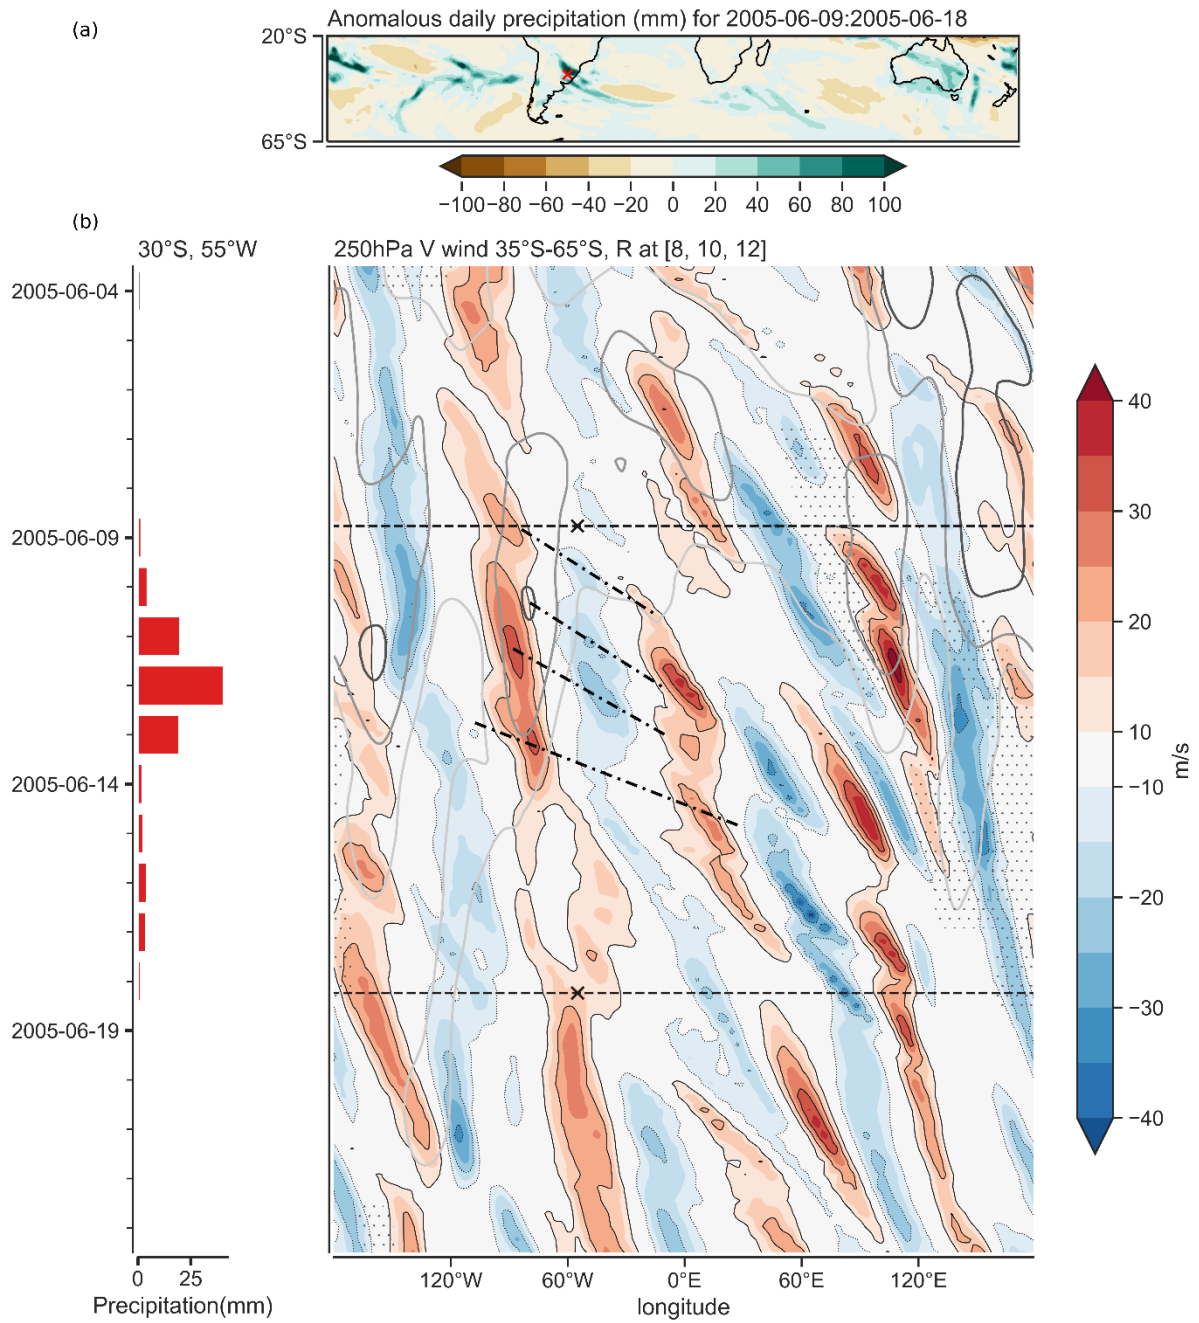 (a)
Anomalous daily precipitation (mm) for 2005-06-09:2005-06-18
20°S
65°S
−100 −80 −60 −40 −20 0 20 40 60 80 100
(b)
30°S, 55°W
250hPa V wind 35°S-65°S, R at [8, 10, 12]
2005-06-04
2005-06-09
2005-06-14
2005-06-19
0 25
Precipitation(mm)
120°W 60°W 0°E 60°E 120°E
longitude
40
30
20
10
−10
−20
−30
−40
m/s